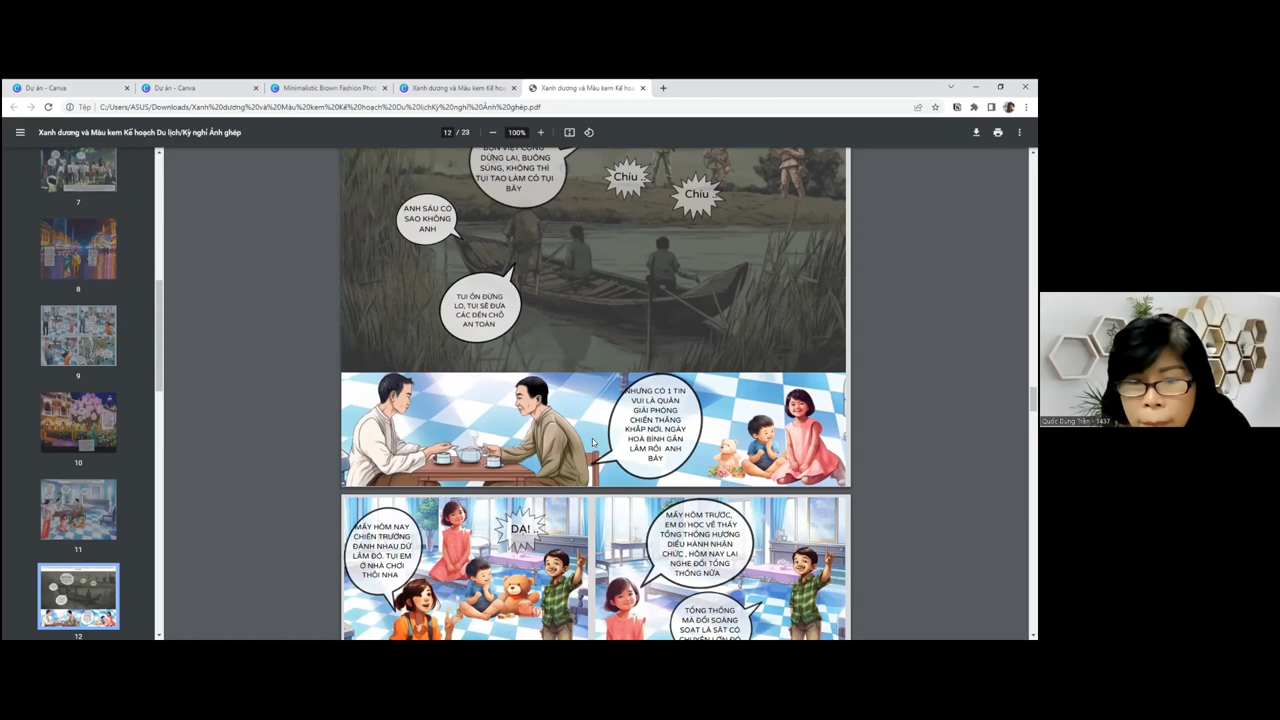 Dự án - Canva
Dự án - Canva
Minimalistic Brown Fashion Phot
Xanh dương và Màu kem Kế ho
Xanh dương và Màu kem Kế ho
Tệp
C:/Users/ASUS/Downloads/Xanh%20dương%20và%20Màu%20kem%20Kế%20hoạch%20Du%20lịchKỳ%20nghỉ%20Ảnh%20ghép.pdf
Xanh dương và Màu kem Kế hoạch Du lịch/Kỳ nghỉ Ảnh ghép
12 / 23
100%
7
8
9
10
11
12
BỌN VIỆT CỘNG
DỪNG LẠI, BUÔNG
SÚNG, KHÔNG THÌ
TỤI TAO LÀM CỎ TỤI
BÂY
Chíu ..
Chíu ..
ANH SÁU CÓ
SAO KHÔNG
ANH
TUI ỔN ĐỪNG
LO, TUI SẼ ĐƯA
CÁC ĐẾN CHỖ
AN TOÀN
NHƯNG CÓ 1 TIN
VUI LÀ QUÂN
GIẢI PHÓNG
CHIẾN THẮNG
KHẮP NƠI. NGÀY
HOÀ BÌNH GẦN
LẮM RỒI ANH
BẢY
MẤY HÔM NAY
CHIẾN TRƯỜNG
ĐÁNH NHAU DỮ
LẮM ĐÓ. TỤI EM
Ở NHÀ CHƠI
THÔI NHA
DẠ! ..
MẤY HÔM TRƯỚC,
EM ĐI HỌC VỀ THẤY
TỔNG THỐNG HƯƠNG
DIỄU HÀNH NHẬN
CHỨC , HÔM NAY LẠI
NGHE ĐỔI TỔNG
THỐNG NỮA
TỔNG THỐNG
MÀ ĐỔI SOÀNG
SOẠT LÀ SẮT CÓ
CHUYỆN LỚN ĐÓ
Quốc Dung Trần - 1437